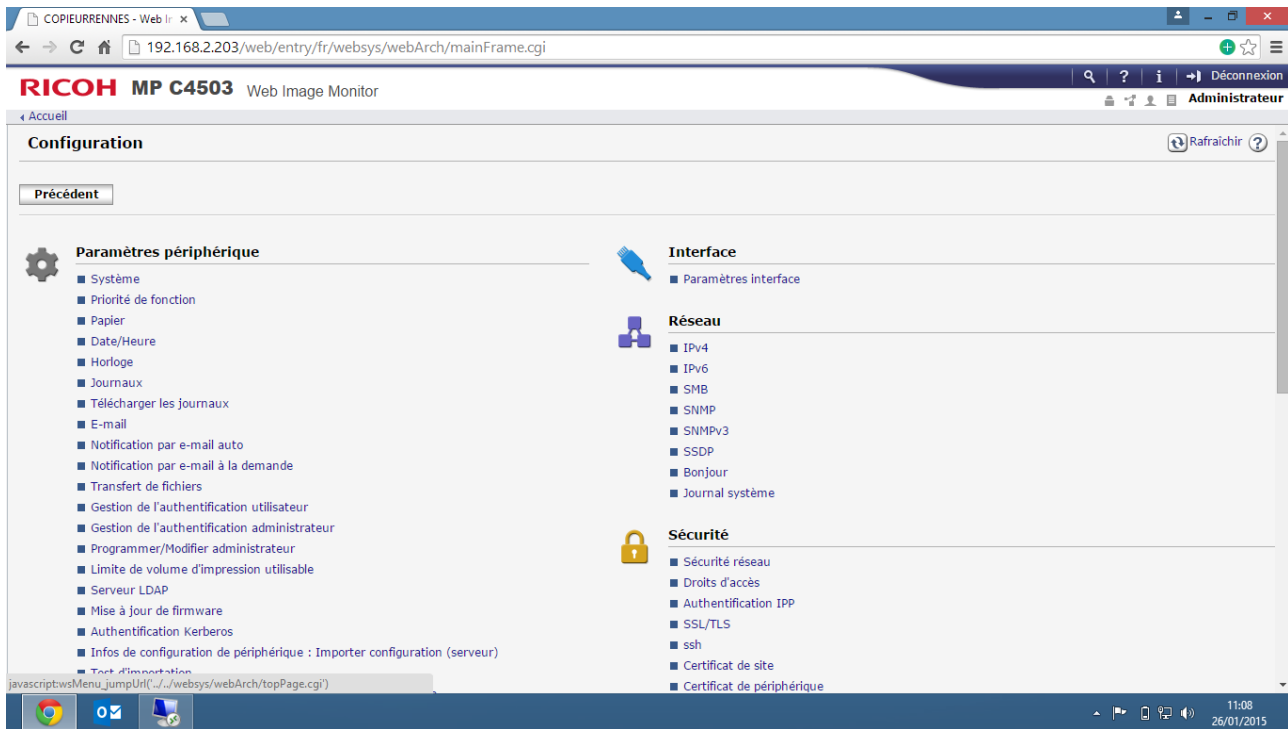 COPIEURRENNES - Web Ir
192.168.2.203/web/entry/fr/websys/webArch/mainFrame.cgi
RICOH MP C4503 Web Image Monitor
? i Déconnexion
Administrateur
Accueil
Configuration
Rafraîchir ?
Précédent
Paramètres périphérique
Système
Priorité de fonction
Papier
Date/Heure
Horloge
Journaux
Télécharger les journaux
E-mail
Notification par e-mail auto
Notification par e-mail à la demande
Transfert de fichiers
Gestion de l'authentification utilisateur
Gestion de l'authentification administrateur
Programmer/Modifier administrateur
Limite de volume d'impression utilisable
Serveur LDAP
Mise à jour de firmware
Authentification Kerberos
Infos de configuration de périphérique : Importer configuration (serveur)
Test d'importation
Interface
Paramètres interface
Réseau
IPv4
IPv6
SMB
SNMP
SNMPv3
SSDP
Bonjour
Journal système
Sécurité
Sécurité réseau
Droits d'accès
Authentification IPP
SSL/TLS
ssh
Certificat de site
Certificat de périphérique
javascript:wsMenu_jumpUrl('../../websys/webArch/topPage.cgi')
11:08
26/01/2015